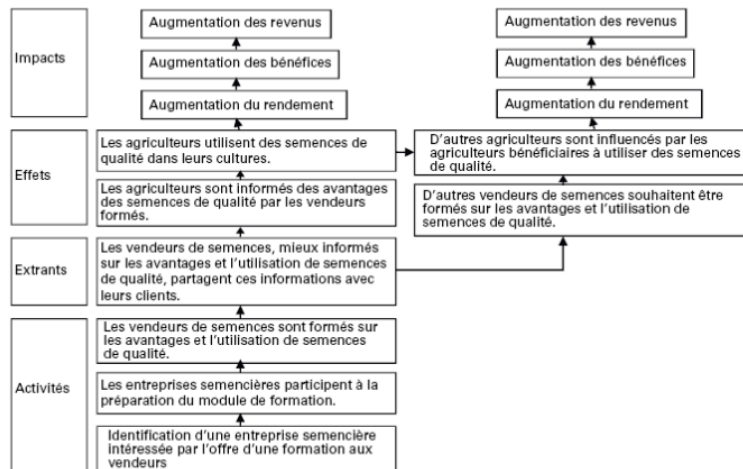 Impacts
Augmentation des revenus
Augmentation des bénéfices
Augmentation du rendement
Augmentation des revenus
Augmentation des bénéfices
Augmentation du rendement
Effets
Les agriculteurs utilisent des semences de
qualité dans leurs cultures.
Les agriculteurs sont informés des avantages
des semences de qualité par les vendeurs
formés.
D'autres agriculteurs sont influencés par les
agriculteurs bénéficiaires à utiliser des semences
de qualité.
D'autres vendeurs de semences souhaitent être
formés sur les avantages et l'utilisation de
semences de qualité.
Extrants
Les vendeurs de semences, mieux informés
sur les avantages et l'utilisation de semences
de qualité, partagent ces informations avec
leurs clients.
Activités
Les vendeurs de semences sont formés sur
les avantages et l'utilisation de semences
de qualité.
Les entreprises semencières participent à la
préparation du module de formation.
Identification d'une entreprise semencière
intéressée par l'offre d'une formation aux
vendeurs